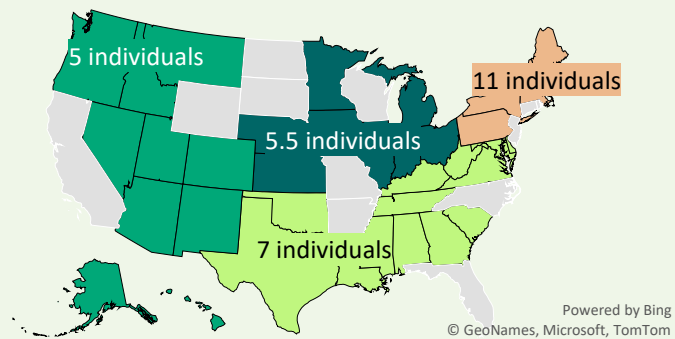 5 individuals
11 individuals
5.5 individuals
7 individuals
Powered by Bing
© GeoNames, Microsoft, TomTom